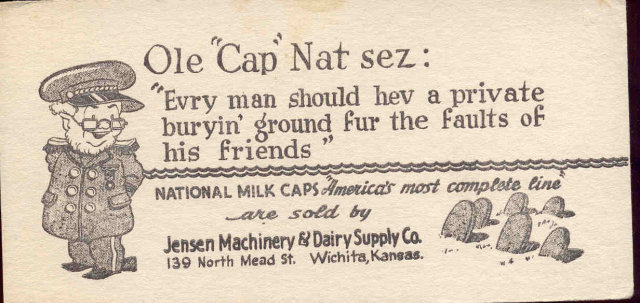 Ole "Cap" Nat sez:
"Evry man should hev a private
buryin' ground fur the faults of
his friends"
NATIONAL MILK CAPS "America's most complete line"
are sold by
Jensen Machinery & Dairy Supply Co.
139 North Mead St. Wichita, Kansas.